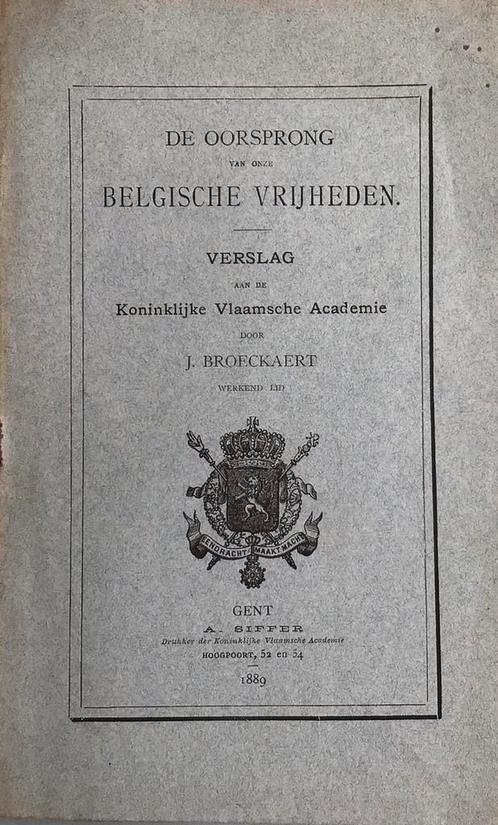 DE OORSPRONG
VAN ONZE
BELGISCHE VRIJHEDEN.
VERSLAG
AAN DE
Koninklijke Vlaamsche Academie
DOOR
J. BROECKAERT
WERKEND LID
EENDRACHT MAAKT MACHT
GENT
A. SIFFER
Drukker der Koninklijke Vlaamsche Academie
HOOGPOORT, 52 en 54
1889